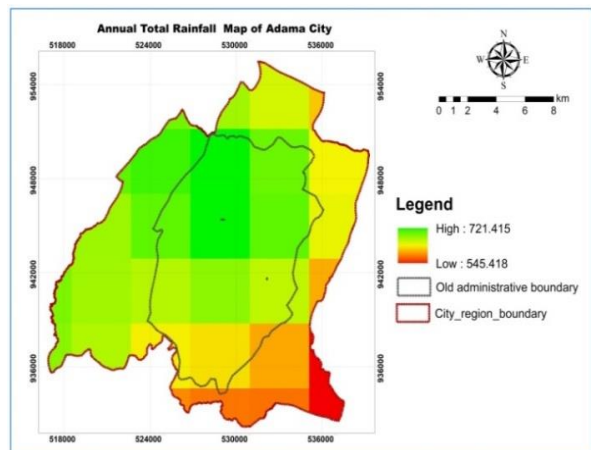 Annual Total Rainfall Map of Adama City
518000 524000 530000 536000
N
W E
S
0 1 2 4 6 8 km
954000
948000
942000
936000
954000
948000
942000
936000
Legend
High : 721.415
Low : 545.418
Old administrative boundary
City_region_boundary
518000 524000 530000 536000